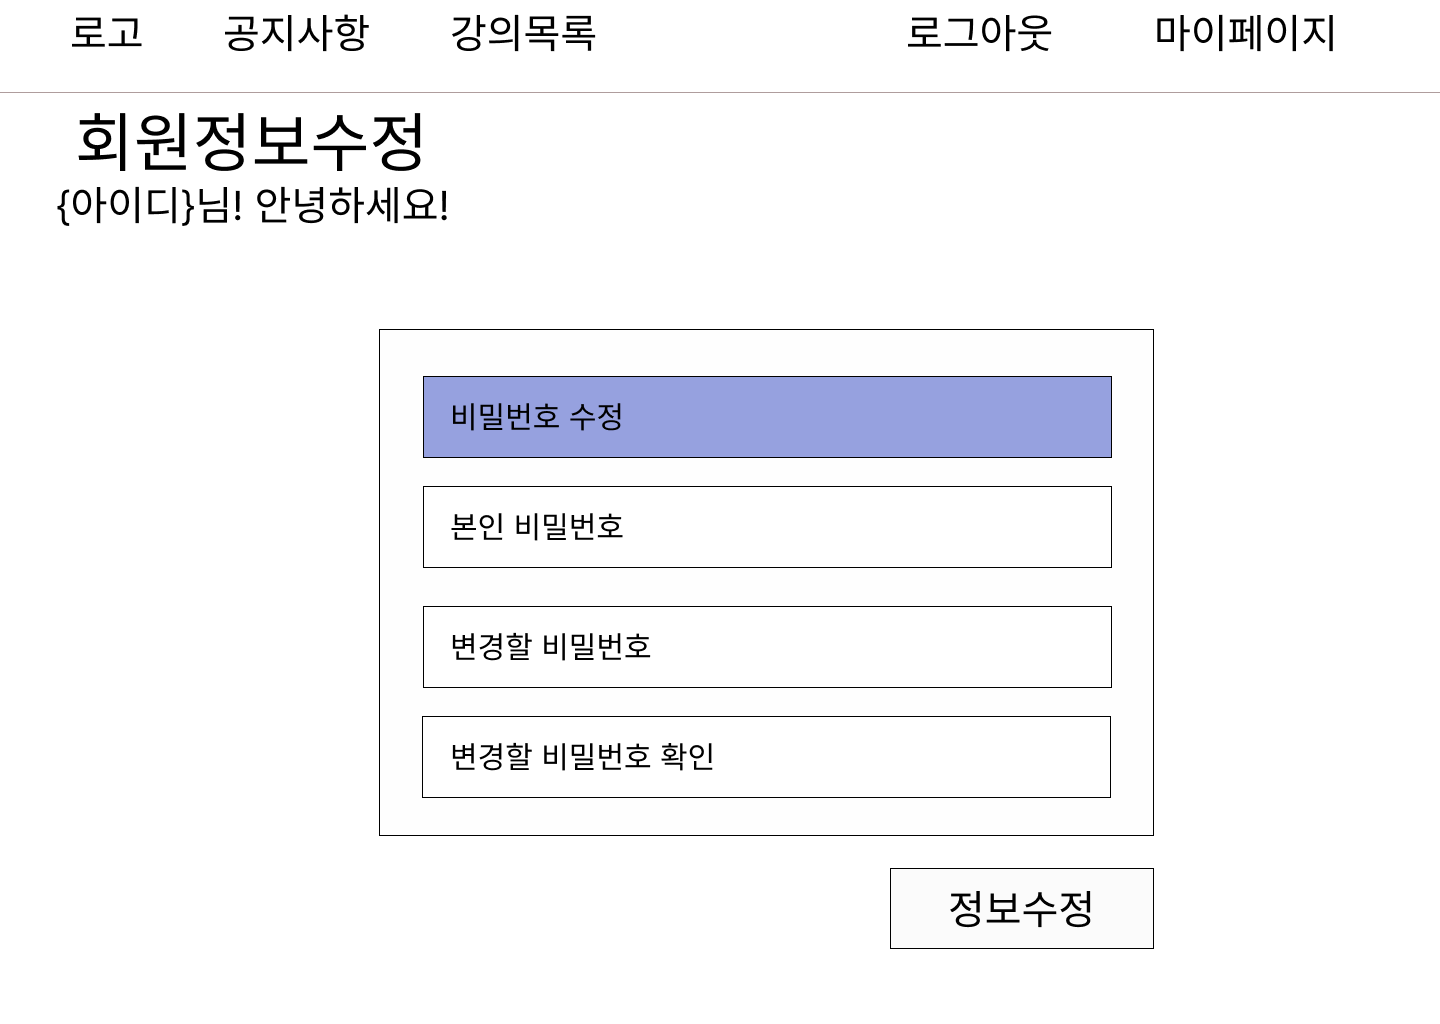 로고 공지사항 강의목록 로그아웃 마이페이지
회원정보수정
{아이디}님! 안녕하세요!
비밀번호 수정
본인 비밀번호
변경할 비밀번호
변경할 비밀번호 확인
정보수정